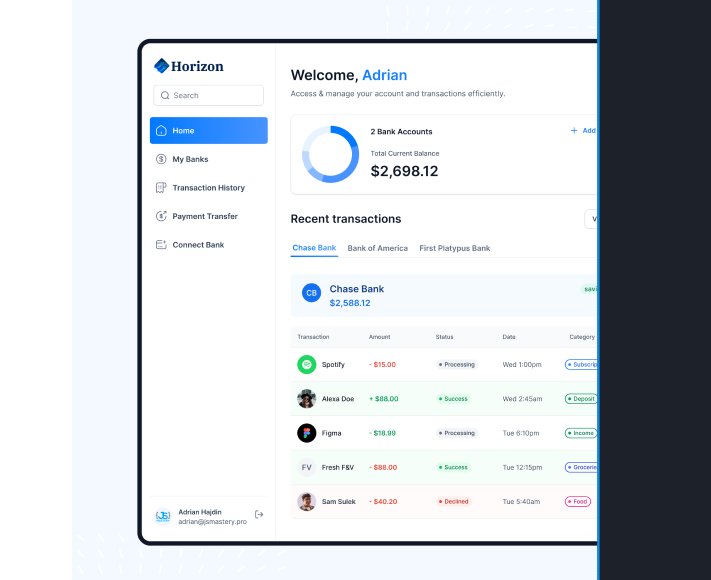 Horizon
Search
Home
My Banks
Transaction History
Payment Transfer
Connect Bank
Adrian Hajdin
adrian@jsmastery.pro
JS
Welcome, Adrian
Access & manage your account and transactions efficiently.
2 Bank Accounts
Add
Total Current Balance
$2,698.12
Recent transactions
V
Chase Bank Bank of America First Platypus Bank
CB
Chase Bank
savi
$2,588.12
Transaction Amount Status Date Category
Spotify - $15.00 Processing Wed 1:00pm Subscrip
Alexa Doe + $88.00 Success Wed 2:45am Deposit
Figma - $18.99 Processing Tue 6:10pm Income
FV Fresh F&V - $88.00 Success Tue 12:15pm Grocerie
Sam Sulek - $40.20 Declined Tue 5:40am Food